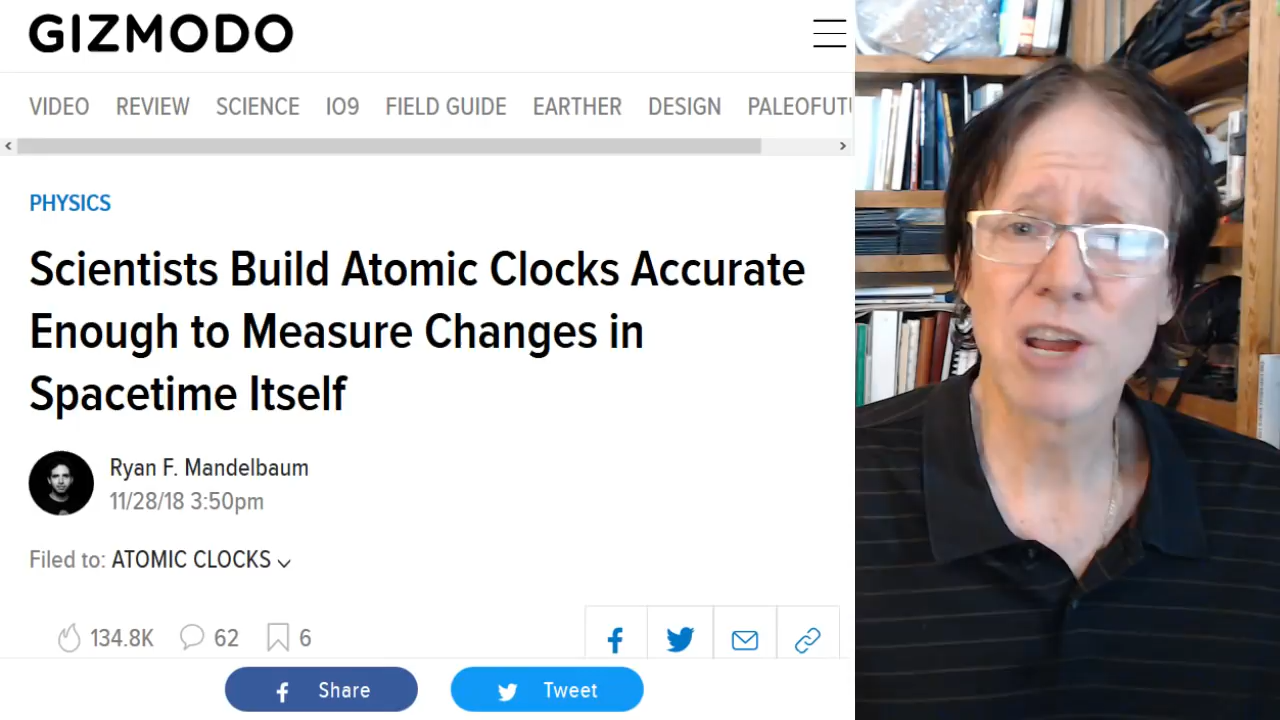 GIZMODO
VIDEO REVIEW SCIENCE IO9 FIELD GUIDE EARTHER DESIGN PALEOFUTU
PHYSICS
Scientists Build Atomic Clocks Accurate
Enough to Measure Changes in
Spacetime Itself
Ryan F. Mandelbaum
11/28/18 3:50pm
Filed to: ATOMIC CLOCKS
134.8K 62 6
Share Tweet